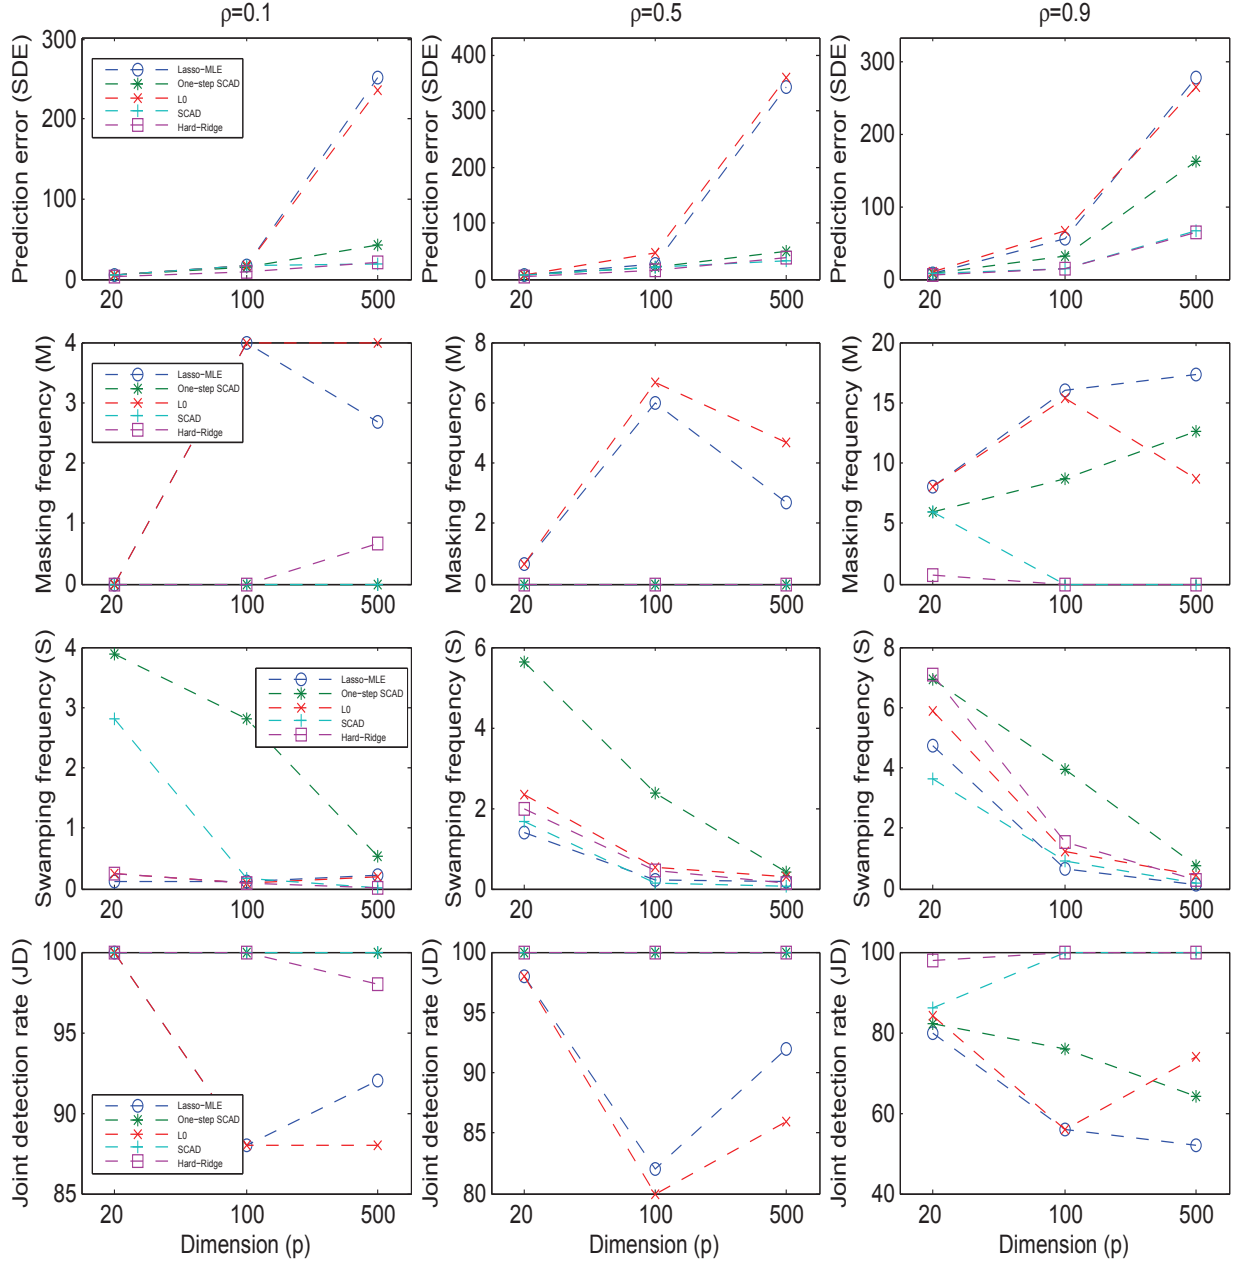 ρ=0.1
ρ=0.5
ρ=0.9
Prediction error (SDE)
300
200
100
0
20
100
500
Lasso−MLE
One−step SCAD
L0
SCAD
Hard−Ridge
Prediction error (SDE)
400
300
200
100
0
20
100
500
Prediction error (SDE)
300
200
100
0
20
100
500
Masking frequency (M)
4
3
2
1
0
20
100
500
Lasso−MLE
One−step SCAD
L0
SCAD
Hard−Ridge
Masking frequency (M)
8
6
4
2
0
20
100
500
Masking frequency (M)
20
15
10
5
0
20
100
500
Swamping frequency (S)
4
3
2
1
0
20
100
500
Lasso−MLE
One−step SCAD
L0
SCAD
Hard−Ridge
Swamping frequency (S)
6
4
2
0
20
100
500
Swamping frequency (S)
8
6
4
2
0
20
100
500
Joint detection rate (JD)
100
95
90
85
20
100
500
Lasso−MLE
One−step SCAD
L0
SCAD
Hard−Ridge
Dimension (p)
Joint detection rate (JD)
100
95
90
85
80
20
100
500
Dimension (p)
Joint detection rate (JD)
100
80
60
40
20
100
500
Dimension (p)